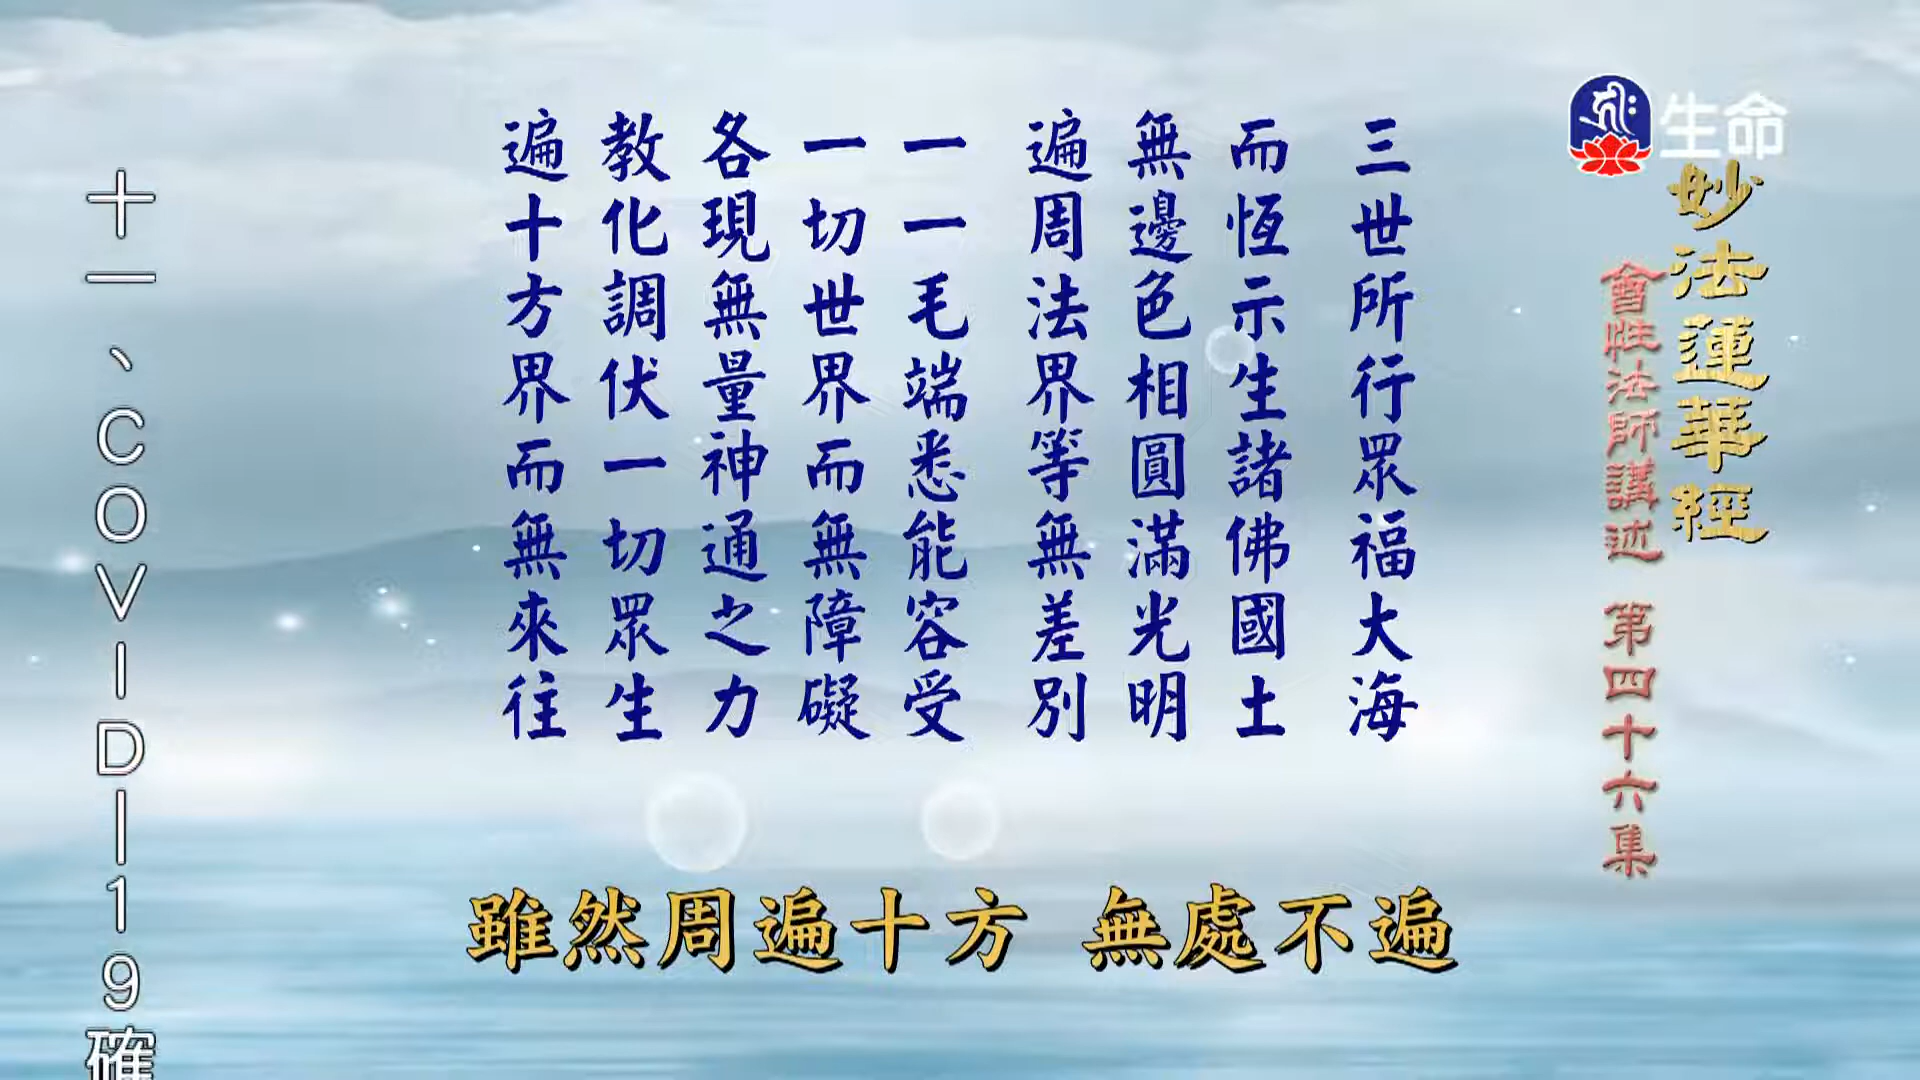 生命
妙法蓮華經
會性法師講述 第四十六集
三世所行眾福大海
而恆示生諸佛國土
無邊色相圓滿光明
遍周法界等無差別
一一毛端悉能容受
一切世界而無障礙
各現無量神通之力
教化調伏一切眾生
遍十方界而無來往
雖然周遍十方 無處不遍
十一、COVID-19確